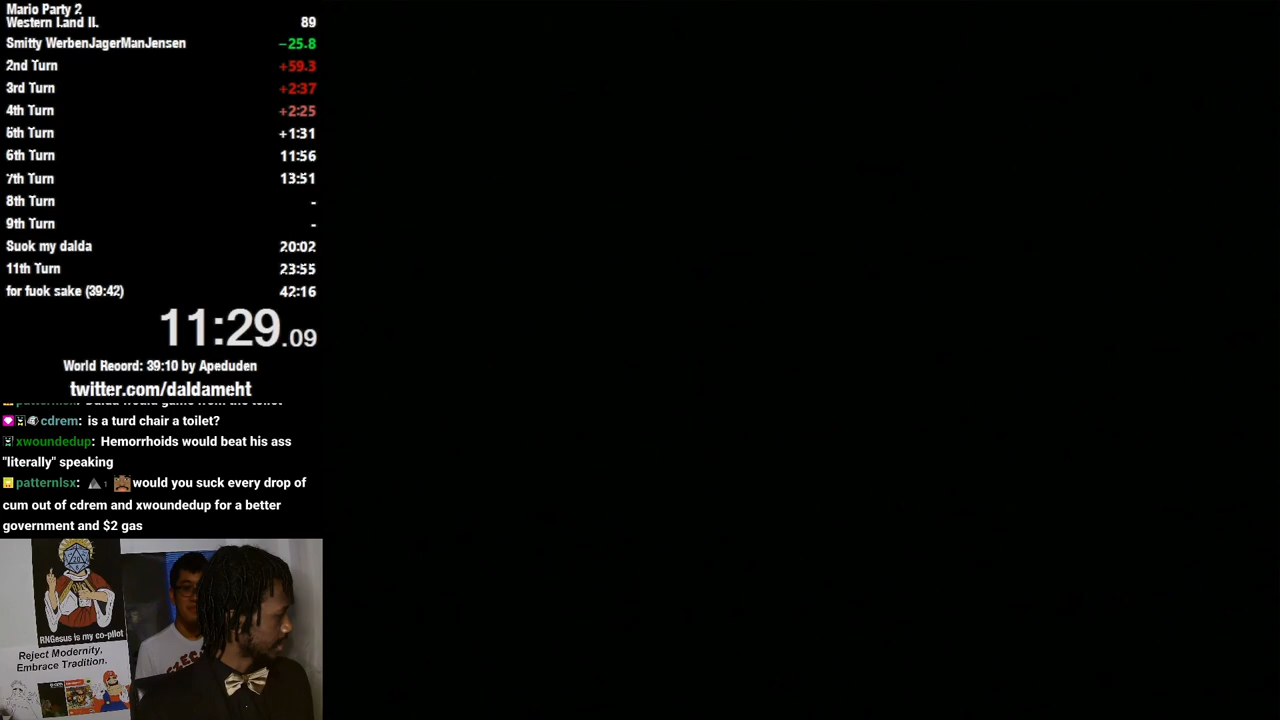 Mario Party 2
Western Land II. 89
Smitty WerbenJagerManJensen -25.8
2nd Turn +59.3
3rd Turn +2:37
4th Turn +2:25
5th Turn +1:31
6th Turn 11:56
7th Turn 13:51
8th Turn -
9th Turn -
Suok my dalda 20:02
11th Turn 23:55
for fuok sake (39:42) 42:16
11:29.09
World Reoord: 39:10 by Apeduden
twitter.com/daldameht
cdrem: is a turd chair a toilet?
xwoundedup: Hemorrhoids would beat his ass
"literally" speaking
patternlsx: 1 would you suck every drop of
cum out of cdrem and xwoundedup for a better
government and $2 gas
RNGesus is my co-pilot
Reject Modernity,
Embrace Tradition.